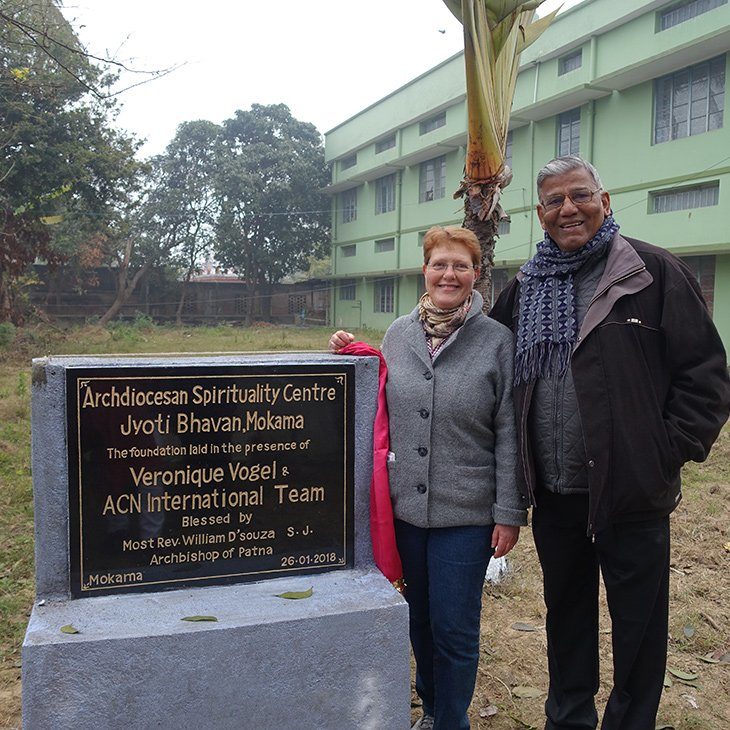 Archdiocesan Spirituality Centre
Jyoti Bhavan, Mokama
The foundation laid in the presence of
Veronique Vogel &
ACN International Team
Blessed by
Most Rev. William D'souza S. J.
Archbishop of Patna
Mokama 26-01-2018